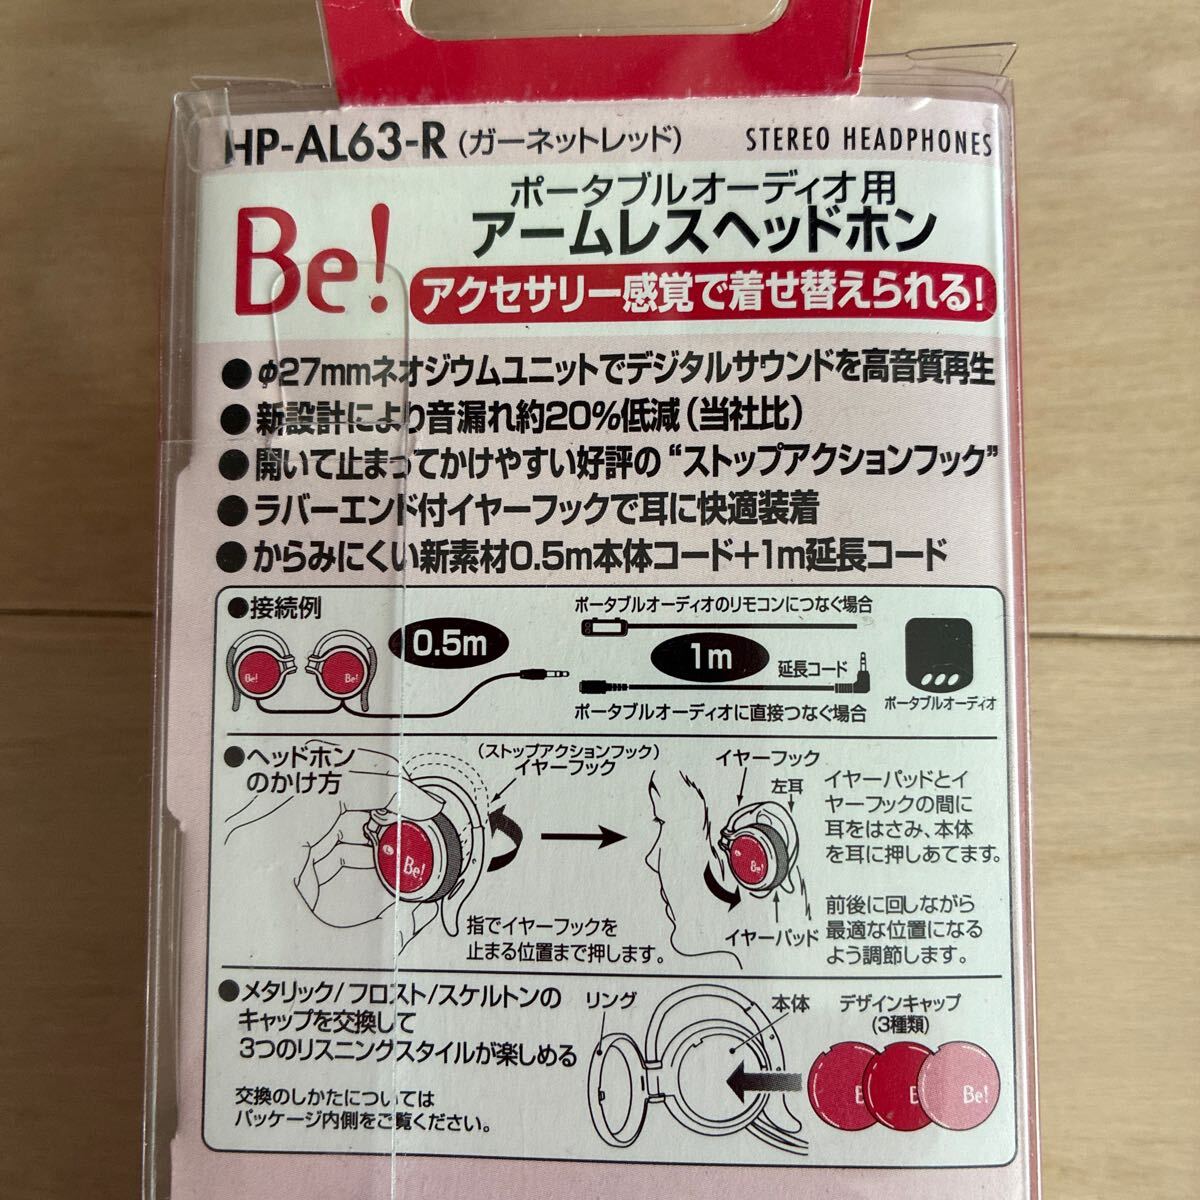 HP-AL63-R (ガーネットレッド) STEREO HEADPHONES
Be!
ポータブルオーディオ用
アームレスヘッドホン
アクセサリー感覚で着せ替えられる!
●φ27mmネオジウムユニットでデジタルサウンドを高音質再生
●新設計により音漏れ約20%低減(当社比)
●開いて止まってかけやすい好評の“ストップアクションフック”
●ラバーエンド付イヤーフックで耳に快適装着
●からみにくい新素材0.5m本体コード+1m延長コード
●接続例
Be! Be!
0.5m
ポータブルオーディオのリモコンにつなぐ場合
1m
延長コード
ポータブルオーディオに直接つなぐ場合
ポータブルオーディオ
●ヘッドホン
のかけ方
(ストップアクションフック)
イヤーフック
L Be!
指でイヤーフックを
止まる位置まで押します。
イヤーフック
左耳
Be!
イヤーパッド
イヤーパッドとイ
ヤーフックの間に
耳をはさみ、本体
を耳に押しあてます。
前後に回しながら
最適な位置になる
よう調節します。
●メタリック/フロスト/スケルトンの
キャップを交換して
3つのリスニングスタイルが楽しめる
交換のしかたについては
パッケージ内側をご覧ください。
リング
本体
デザインキャップ
(3種類)
Be!